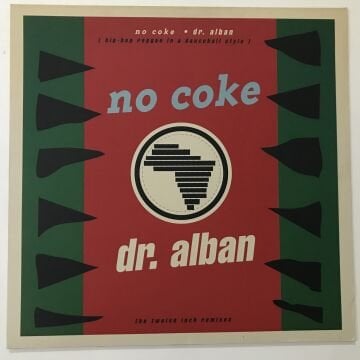 no coke • dr. alban
( hip-hop reggae in a dancehall style )
no coke
dr. alban
the twelve inch remixes